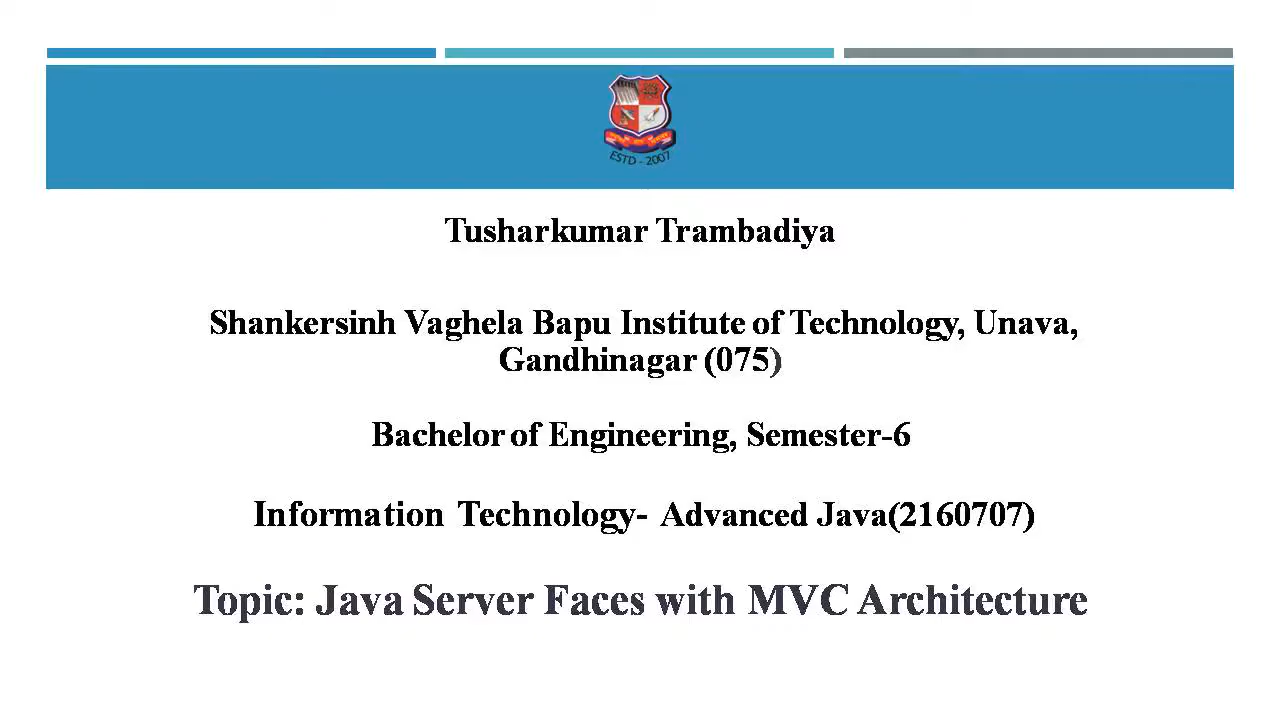 ESTD - 2007
Tusharkumar Trambadiya
Shankersinh Vaghela Bapu Institute of Technology, Unava,
Gandhinagar (075)
Bachelor of Engineering, Semester-6
Information Technology- Advanced Java(2160707)
Topic: Java Server Faces with MVC Architecture